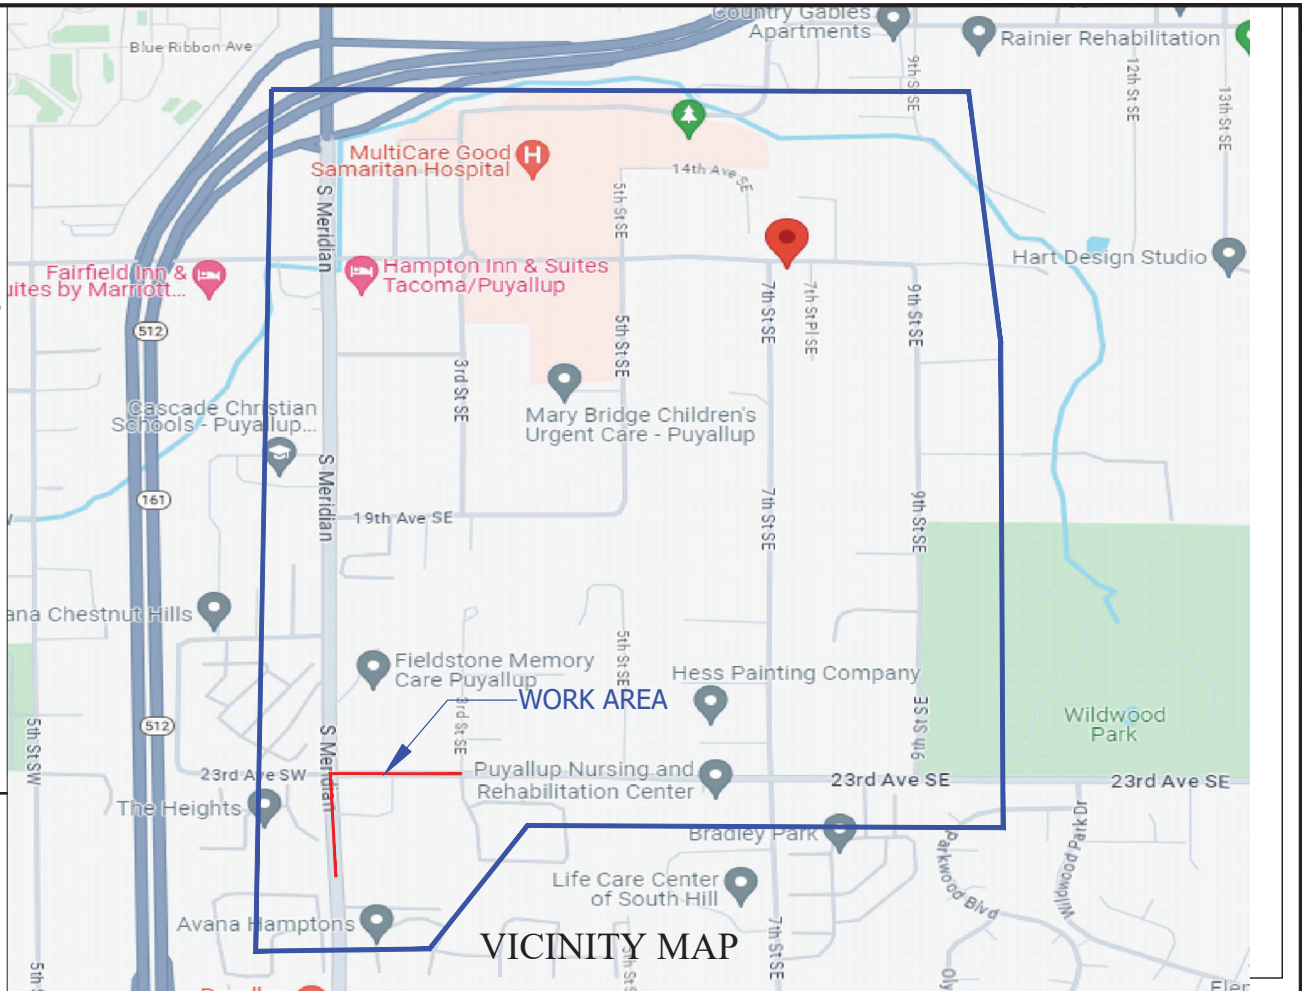 Country Gables
Apartments
Blue Ribbon Ave
Rainier Rehabilitation
9th St SE
12th St SE
13th St SE
MultiCare Good
Samaritan Hospital
H
14th Ave SE
S Meridian
5th St SE
Fairfield Inn &
uites by Marriott...
Hampton Inn & Suites
Tacoma/Puyallup
Hart Design Studio
512
7th St SE
7th St Pl SE
9th St SE
5th St SE
3rd St SE
Cascade Christian
Schools - Puyallup...
Mary Bridge Children's
Urgent Care - Puyallup
S Meridian
161
19th Ave SE
7th St SE
9th St SE
ana Chestnut Hills
5th St SE
Fieldstone Memory
Care Puyallup
Hess Painting Company
WORK AREA
3rd St SE
9th St SE
Wildwood
Park
512
5th St SW
S Meridian
23rd Ave SW
Puyallup Nursing and
Rehabilitation Center
23rd Ave SE
23rd Ave SE
The Heights
Bradley Park
Parkwood Blvd
Wildwood Park Dr
Life Care Center
of South Hill
Avana Hamptons
VICINITY MAP
7th St SE
5th St S
5th S
Oly
Elen